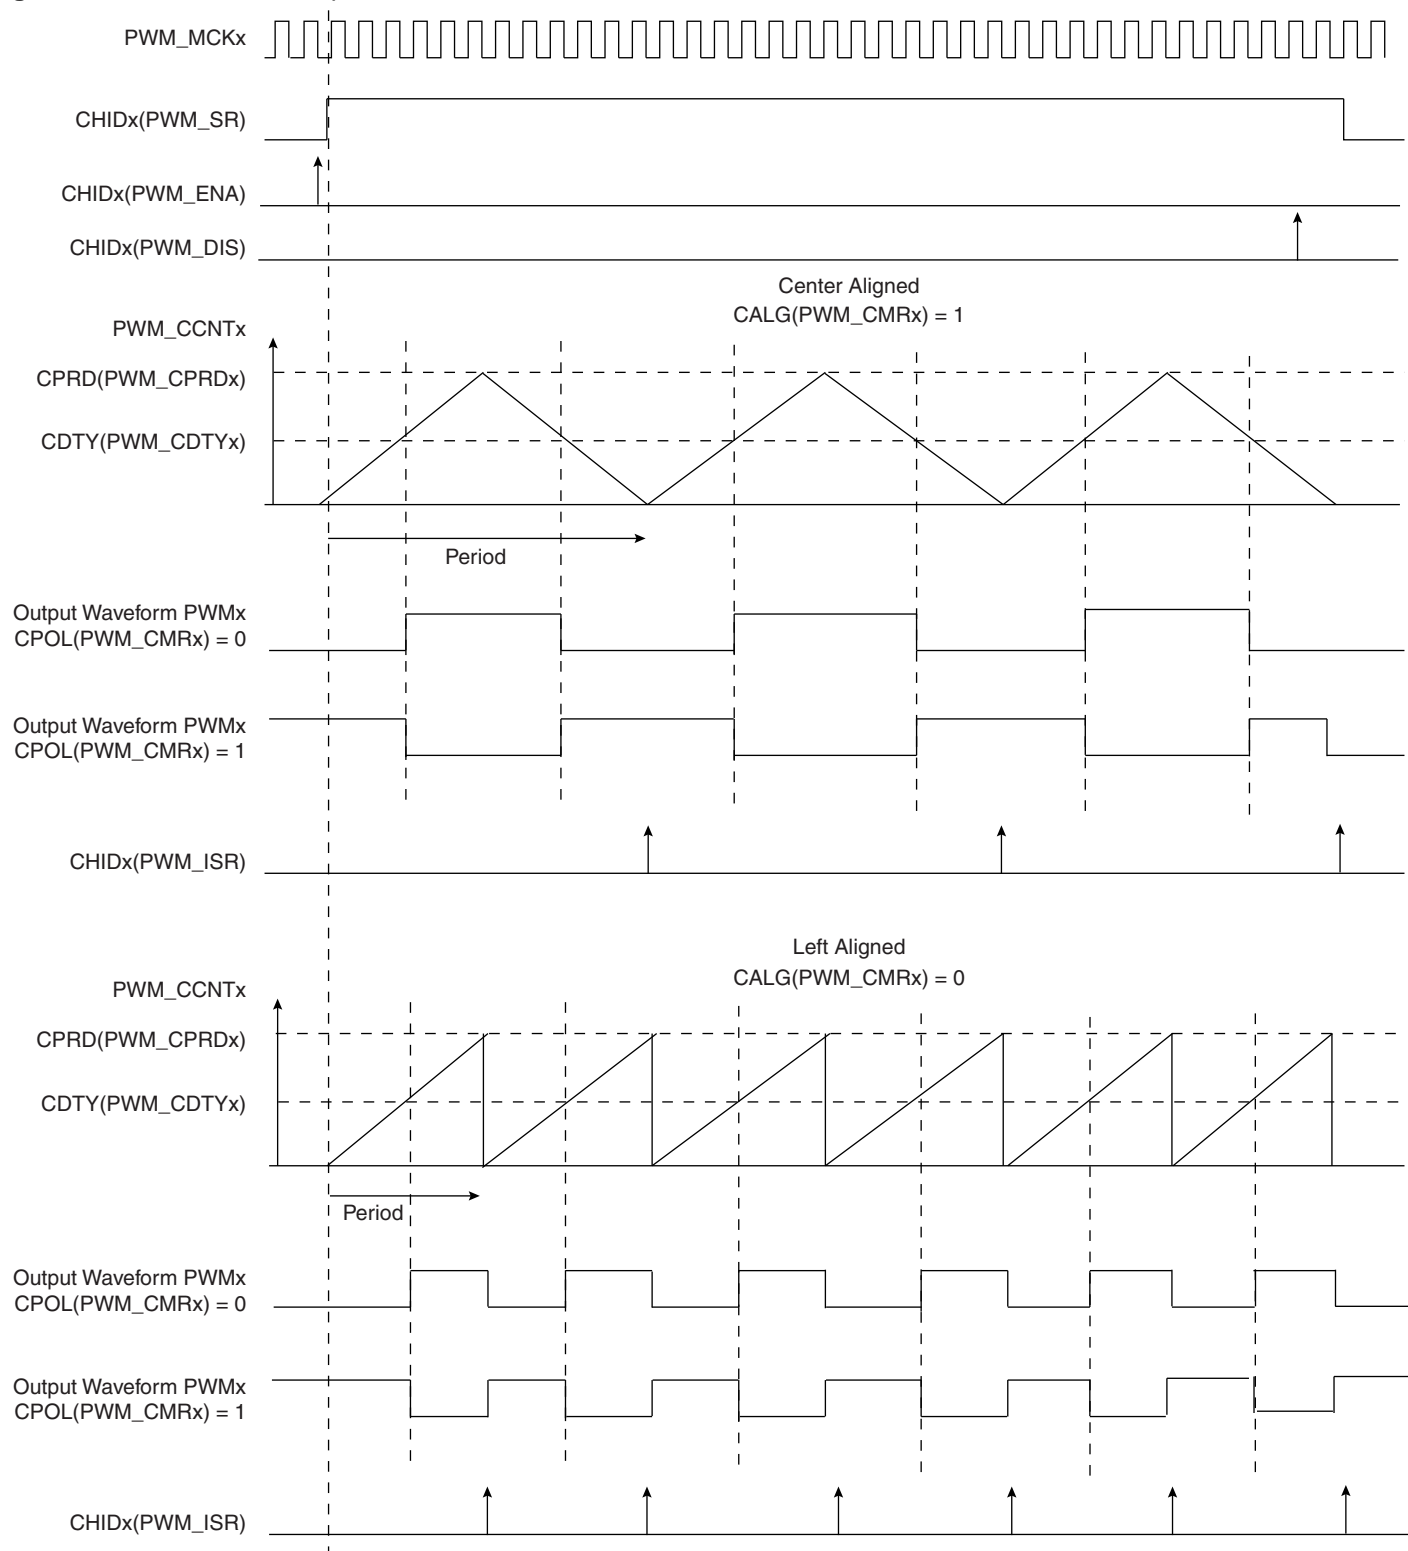 PWM_MCKx
CHIDx(PWM_SR)
CHIDx(PWM_ENA)
CHIDx(PWM_DIS)
Center Aligned
CALG(PWM_CMRx) = 1
PWM_CCNTx
CPRD(PWM_CPRDx)
CDTY(PWM_CDTYx)
Period
Output Waveform PWMx
CPOL(PWM_CMRx) = 0
Output Waveform PWMx
CPOL(PWM_CMRx) = 1
CHIDx(PWM_ISR)
Left Aligned
CALG(PWM_CMRx) = 0
PWM_CCNTx
CPRD(PWM_CPRDx)
CDTY(PWM_CDTYx)
Period
Output Waveform PWMx
CPOL(PWM_CMRx) = 0
Output Waveform PWMx
CPOL(PWM_CMRx) = 1
CHIDx(PWM_ISR)